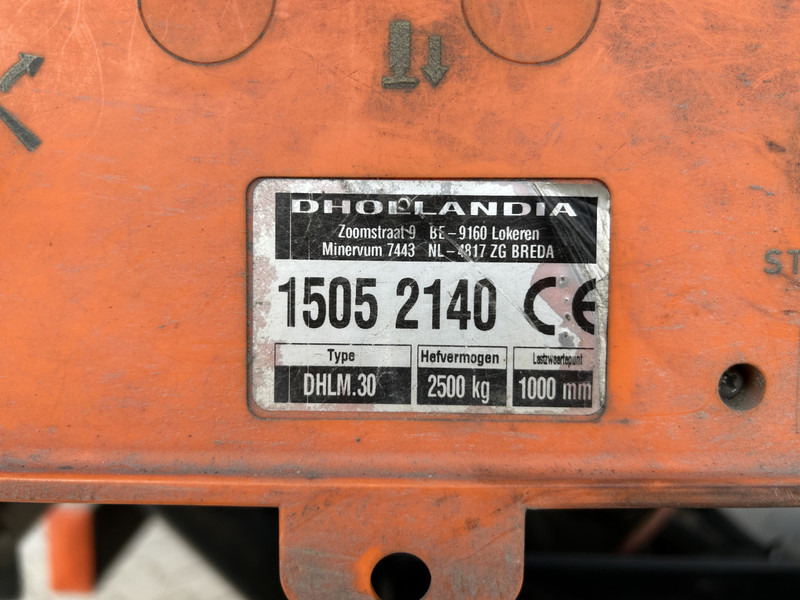 DHOLLANDIA
Zoomstraat 9 BE-9160 Lokeren
Minervum 7443 NL-4817 ZG BREDA
1505 2140 CE
Type Hefvermogen Lastzwaartepunt
DHLM.30 2500 kg 1000 mm
ST